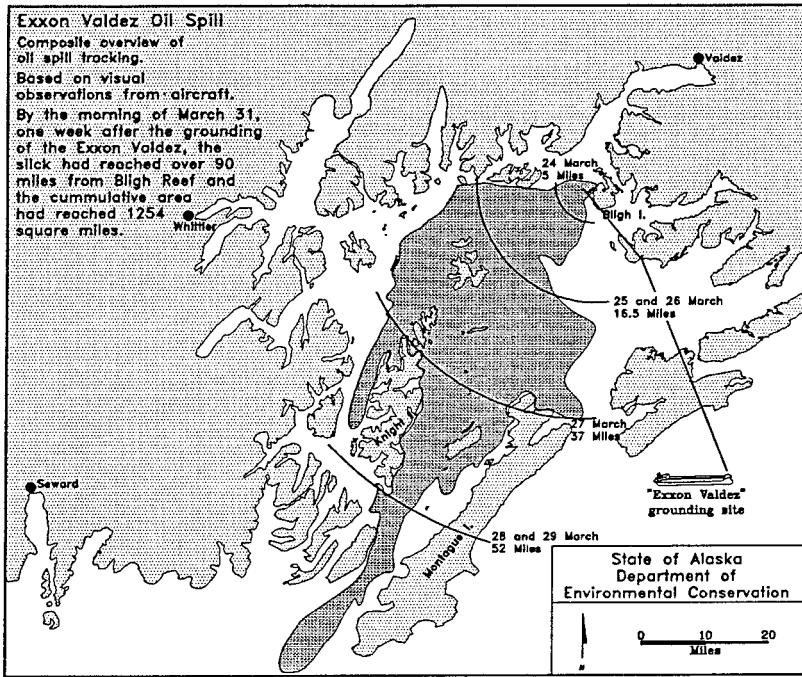 Exxon Valdez Oil Spill
Composite overview of
oil spill tracking.
Based on visual
observations from aircraft.
By the morning of March 31,
one week after the grounding
of the Exxon Valdez, the
slick had reached over 90
miles from Bligh Reef and
the cummulative area
had reached 1254
square miles.
Valdez
24 March
5 Miles
Bligh I.
Whittier
25 and 26 March
16.5 Miles
27 March
37 Miles
Knight I.
Seward
"Exxon Valdez"
grounding site
28 and 29 March
52 Miles
Montague I.
State of Alaska
Department of
Environmental Conservation
0 10 20
Miles
N